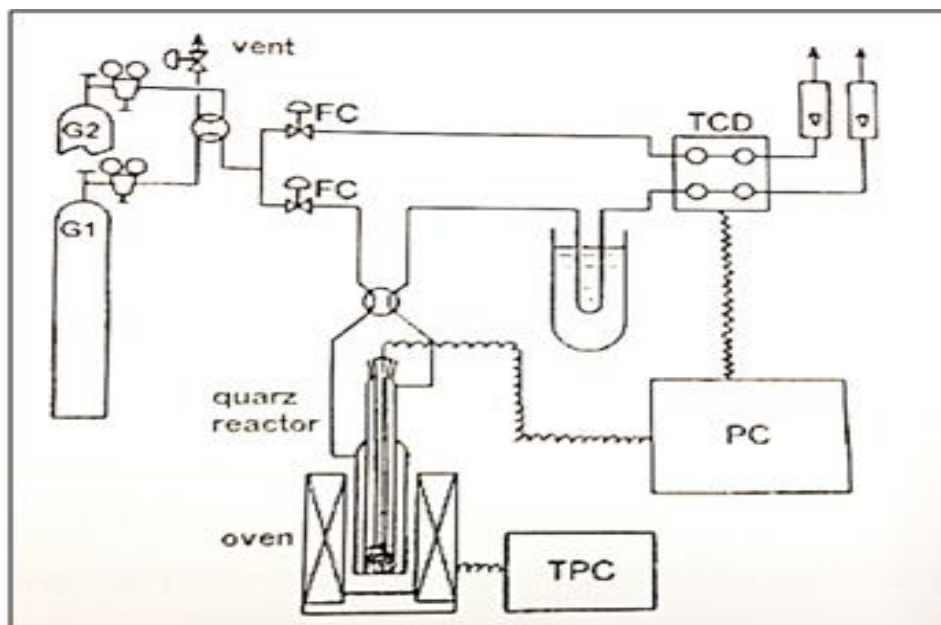 vent
G2
FC
TCD
FC
G1
quarz
reactor
PC
oven
TPC